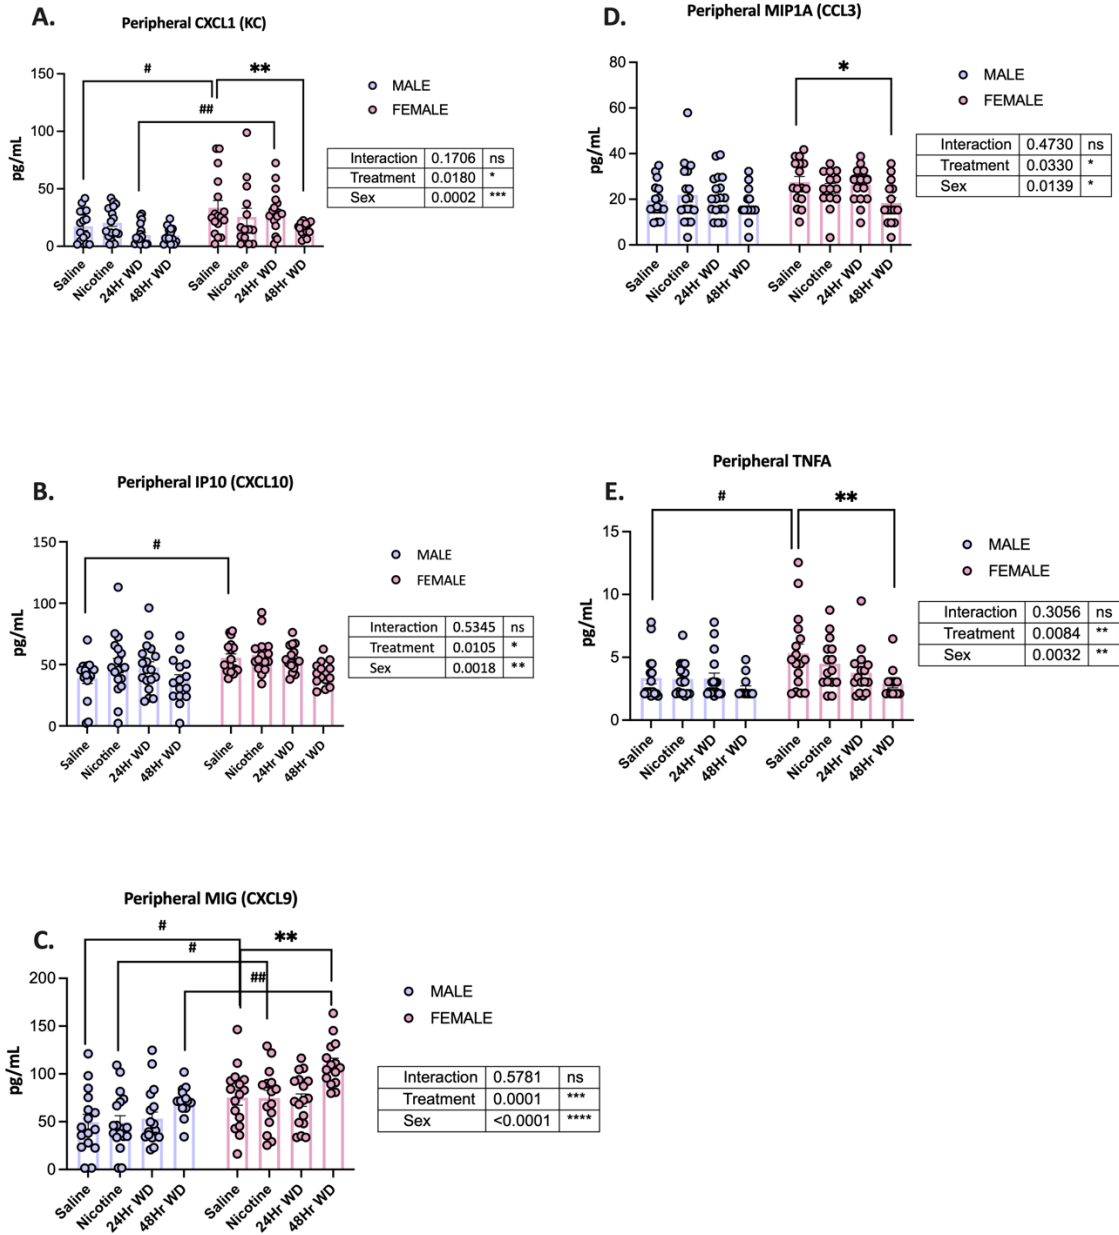 A.
Peripheral CXCL1 (KC)
# **
##
150
100
50
0
pg/mL
Saline
Nicotine
24Hr WD
48Hr WD
Saline
Nicotine
24Hr WD
48Hr WD
MALE
FEMALE
Interaction 0.1706 ns
Treatment 0.0180 *
Sex 0.0002 ***
D.
Peripheral MIP1A (CCL3)
*
80
60
40
20
0
pg/mL
Saline
Nicotine
24Hr WD
48Hr WD
Saline
Nicotine
24Hr WD
48Hr WD
MALE
FEMALE
Interaction 0.4730 ns
Treatment 0.0330 *
Sex 0.0139 *
B.
Peripheral IP10 (CXCL10)
#
150
100
50
0
pg/mL
Saline
Nicotine
24Hr WD
48Hr WD
Saline
Nicotine
24Hr WD
48Hr WD
MALE
FEMALE
Interaction 0.5345 ns
Treatment 0.0105 *
Sex 0.0018 **
E.
Peripheral TNFA
# **
15
10
5
0
pg/mL
Saline
Nicotine
24Hr WD
48Hr WD
Saline
Nicotine
24Hr WD
48Hr WD
MALE
FEMALE
Interaction 0.3056 ns
Treatment 0.0084 **
Sex 0.0032 **
C.
Peripheral MIG (CXCL9)
# **
#
##
200
150
100
50
0
pg/mL
Saline
Nicotine
24Hr WD
48Hr WD
Saline
Nicotine
24Hr WD
48Hr WD
MALE
FEMALE
Interaction 0.5781 ns
Treatment 0.0001 ***
Sex <0.0001 ****